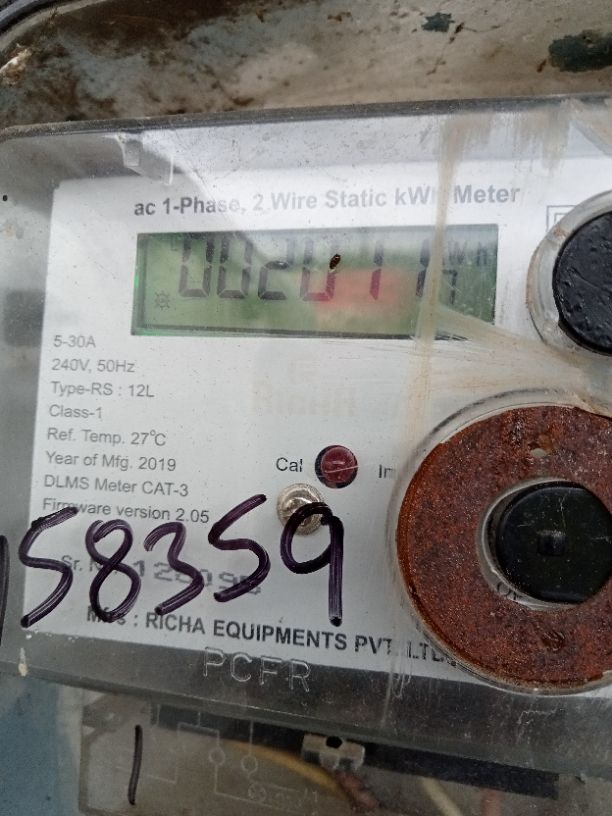 ac 1-Phase, 2 Wire Static kWh Meter
5-30A
240V, 50Hz
Type-RS : 12L
Class-1
Ref. Temp. 27°C
Year of Mfg. 2019
Cal
DLMS Meter CAT-3
Firmware version 2.05
58359
Sr.
RICHA EQUIPMENTS PVT. LTD.
PCFR